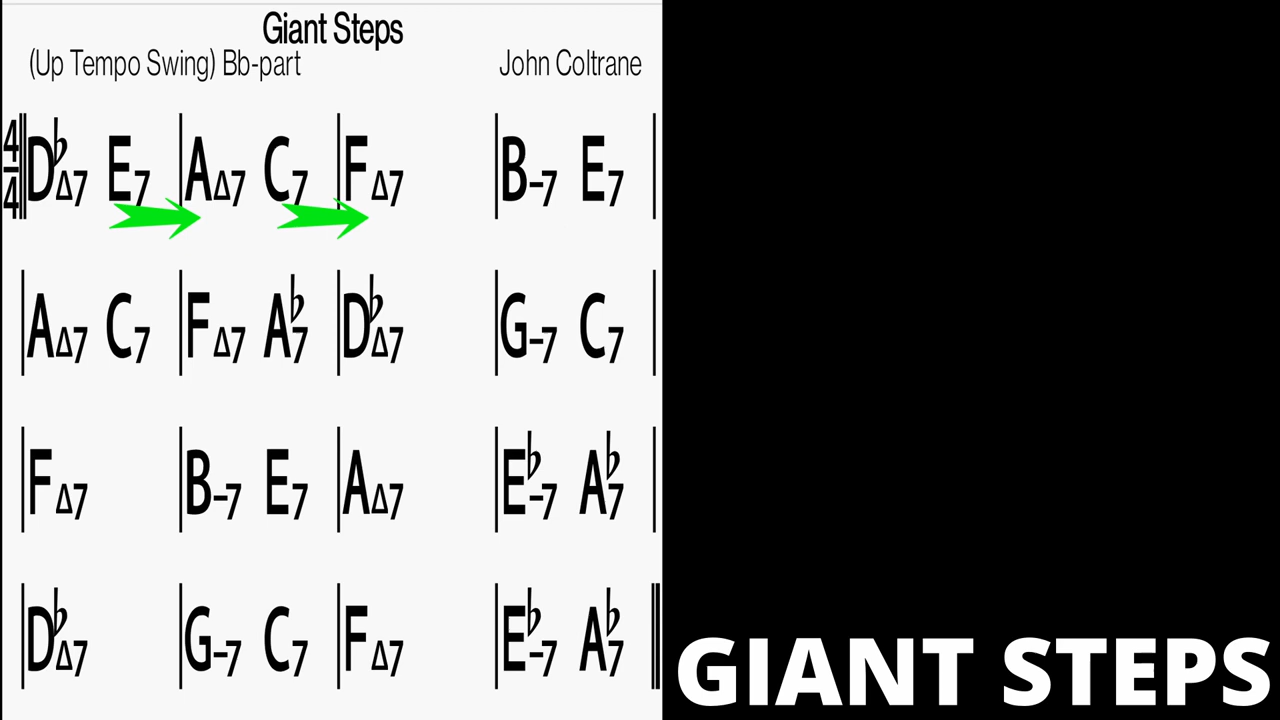 Giant Steps
(Up Tempo Swing) Bb-part John Coltrane
4/4 D♭Δ7 E7 | AΔ7 C7 | FΔ7 | B–7 E7 |
| AΔ7 C7 | FΔ7 A♭7 | D♭Δ7 | G–7 C7 |
| FΔ7 | B–7 E7 | AΔ7 | E♭–7 A♭7 |
| D♭Δ7 | G–7 C7 | FΔ7 | E♭–7 A♭7 ||
GIANT STEPS